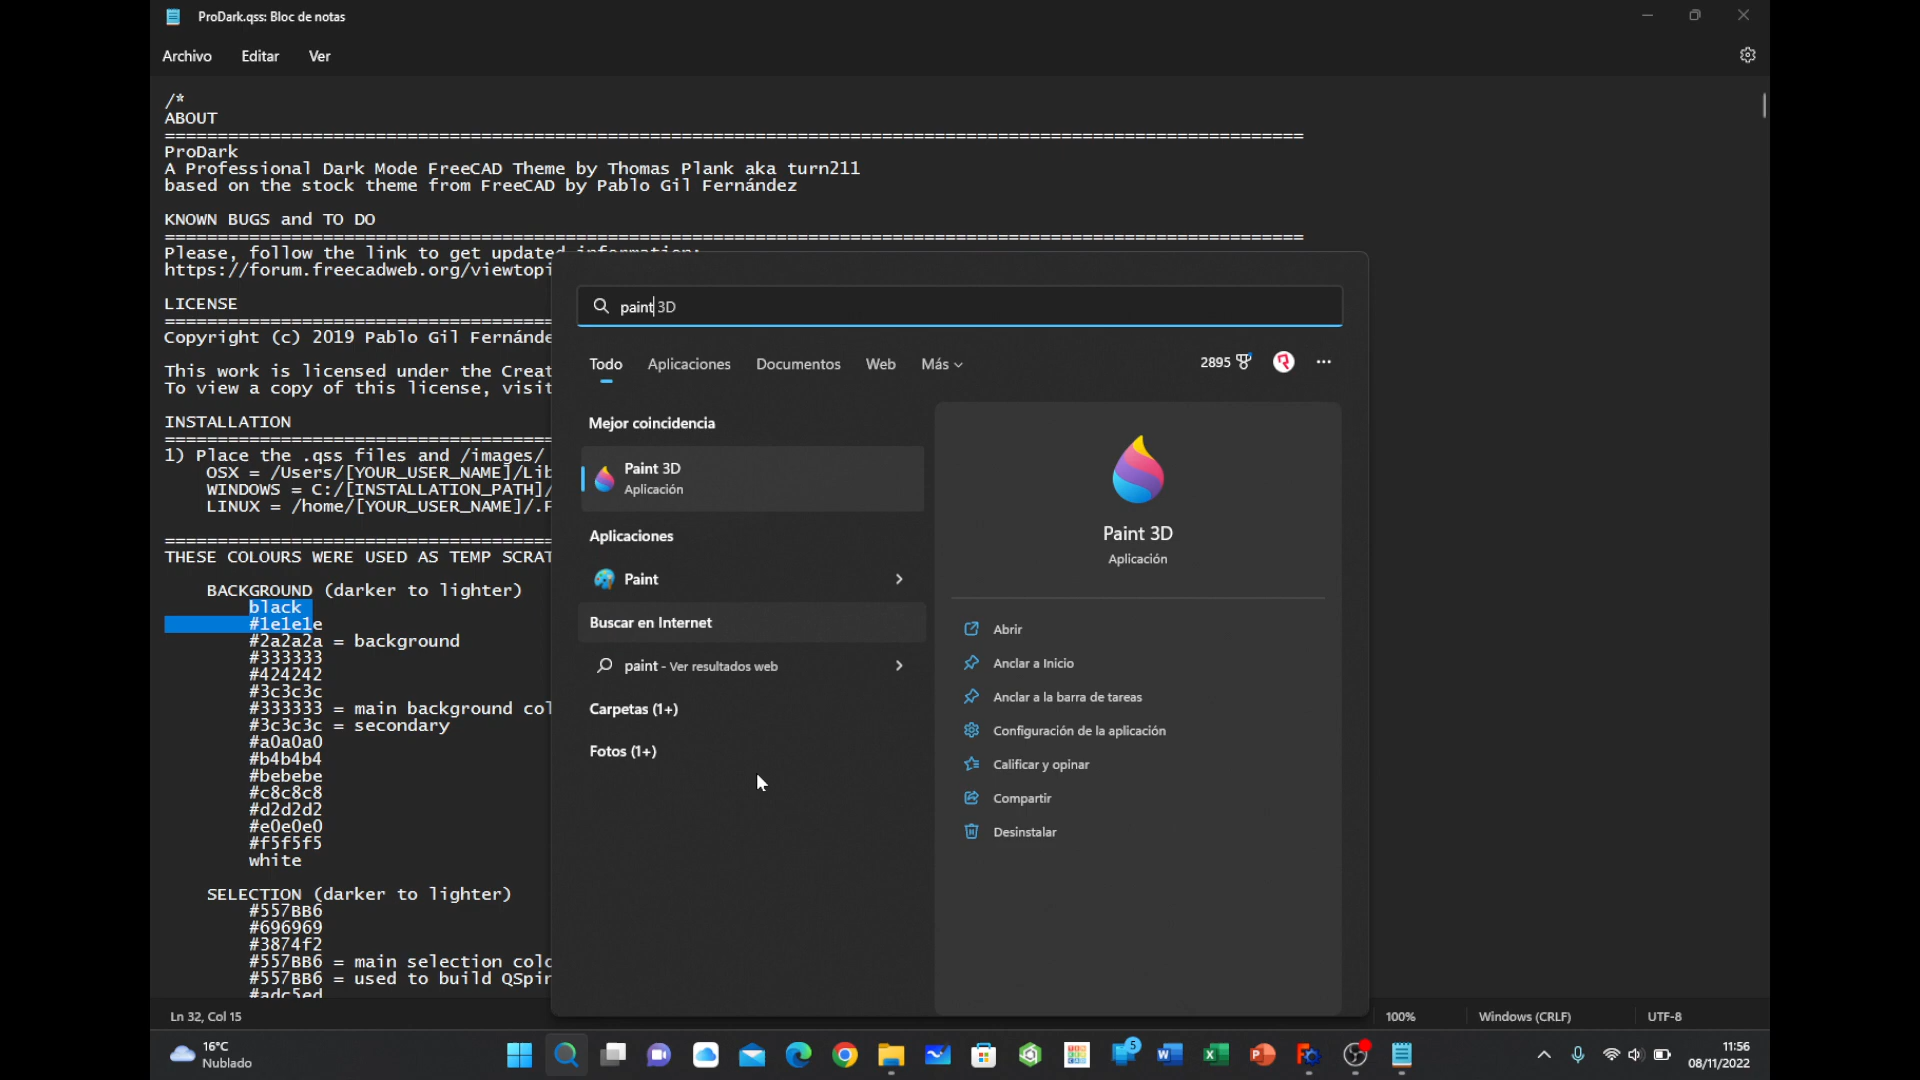 ProDark.qss: Bloc de notas
Archivo Editar Ver
/*
ABOUT
ProDark
A Professional Dark Mode FreeCAD Theme by Thomas Plank aka turn211
based on the stock theme from FreeCAD by Pablo Gil Fernández
KNOWN BUGS and TO DO
Please, follow the link to get updated information:
https://forum.freecadweb.org/viewtopi
LICENSE
Copyright (c) 2019 Pablo Gil Fernánde
This work is licensed under the Creat
To view a copy of this license, visit
INSTALLATION
1) Place the .qss files and /images/
OSX = /Users/[YOUR_USER_NAME]/Lib
WINDOWS = C:/[INSTALLATION_PATH]/
LINUX = /home/[YOUR_USER_NAME]/.F
THESE COLOURS WERE USED AS TEMP SCRAT
BACKGROUND (darker to lighter)
black
#1e1e1e
#2a2a2a = background
#333333
#424242
#3c3c3c
#333333 = main background col
#3c3c3c = secondary
#a0a0a0
#b4b4b4
#bebebe
#c8c8c8
#d2d2d2
#e0e0e0
#f5f5f5
white
SELECTION (darker to lighter)
#557BB6
#696969
#3874f2
#557BB6 = main selection colo
#557BB6 = used to build QSpin
#adc5ed
paint 3D
Todo Aplicaciones Documentos Web Más
2895
Mejor coincidencia
Paint 3D
Aplicación
Aplicaciones
Paint
Buscar en Internet
paint - Ver resultados web
Carpetas (1+)
Fotos (1+)
Paint 3D
Aplicación
Abrir
Anclar a Inicio
Anclar a la barra de tareas
Configuración de la aplicación
Calificar y opinar
Compartir
Desinstalar
Ln 32, Col 15
100%
Windows (CRLF)
UTF-8
16°C
Nublado
5
11:56
08/11/2022